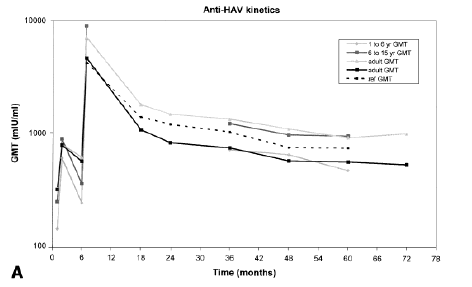 Anti-HAV kinetics
10000
1000
100
GMT (mIU/ml)
1 to 6 yr GMT
6 to 15 yr GMT
adult GMT
adult GMT
ref GMT
0 6 12 18 24 30 36 42 48 54 60 66 72 78
Time (months)
A